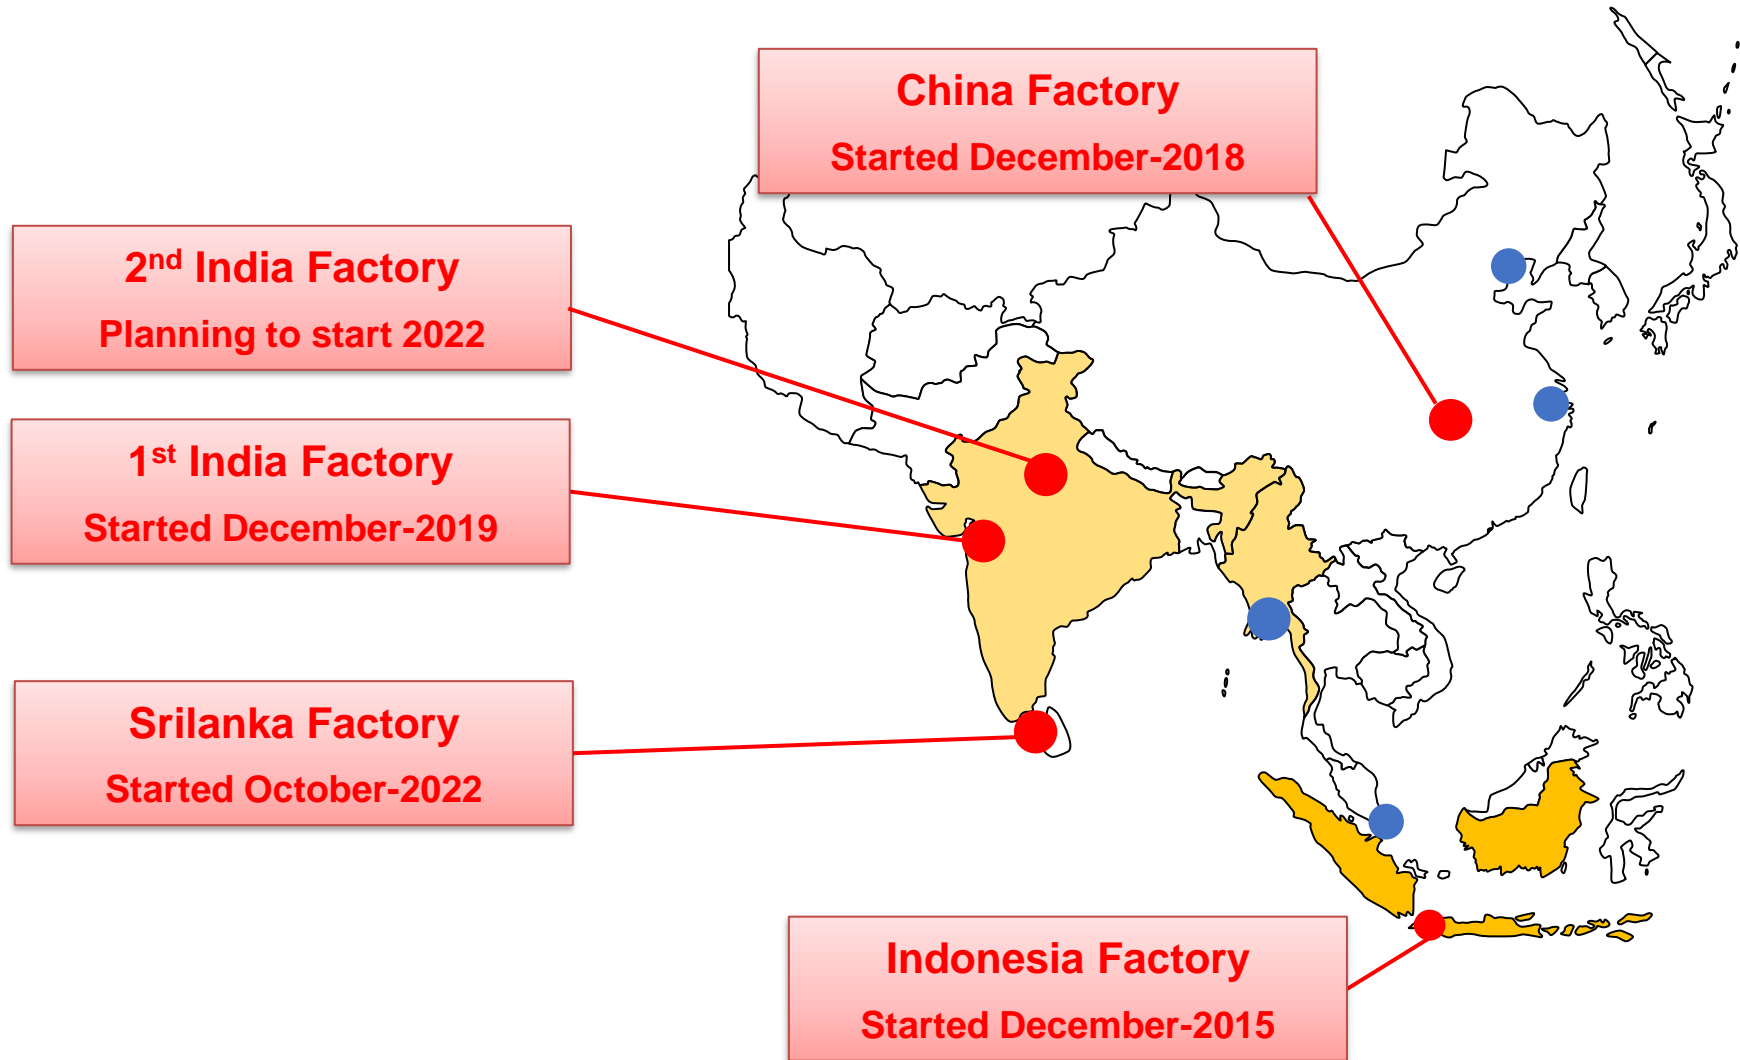 China Factory
Started December-2018
2nd India Factory
Planning to start 2022
1st India Factory
Started December-2019
Srilanka Factory
Started October-2022
Indonesia Factory
Started December-2015